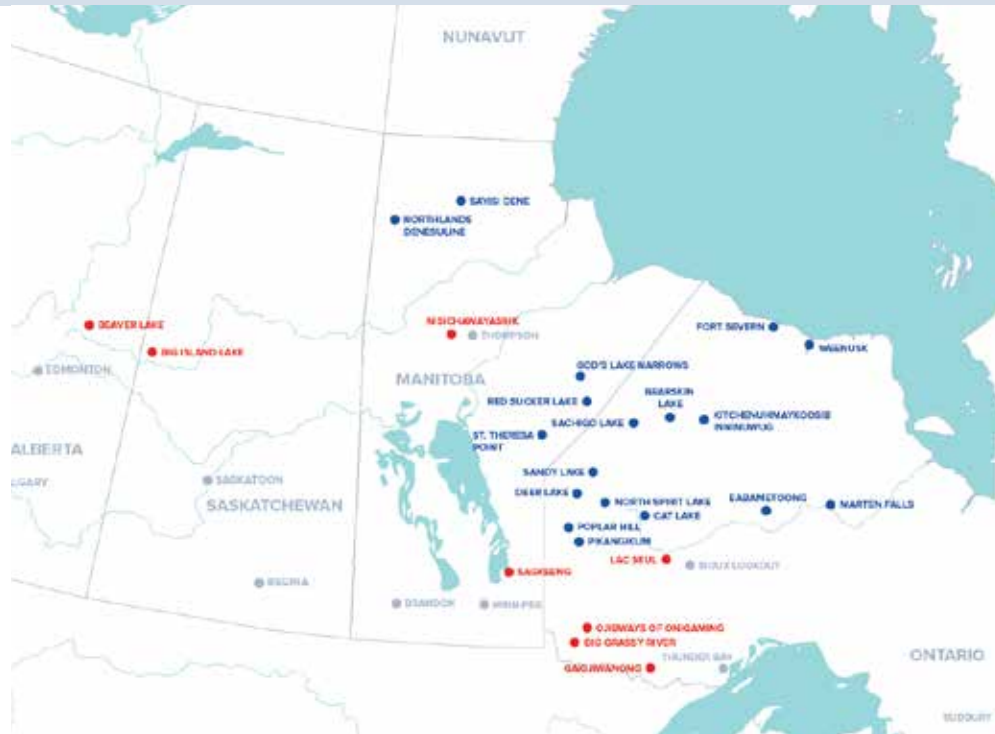 NUNAVUT
SAYISI DENE
NORTHLANDS
DENESULINE
BEAVER LAKE
NISICHAWAYASIHK
THOMPSON
FORT SEVERN
BIG ISLAND LAKE
WEENUSK
EDMONTON
GOD'S LAKE NARROWS
MANITOBA
BEARSKIN
LAKE
RED SUCKER LAKE
KITCHENUHMAYKOOSIB
INNINUWUG
SACHIGO LAKE
ST. THERESA
POINT
ALBERTA
LGARY
SASKATOON
SANDY LAKE
SASKATCHEWAN
DEER LAKE
NORTH SPIRIT LAKE
EABAMETOONG
MARTEN FALLS
CAT LAKE
POPLAR HILL
PIKANGIKUM
LAC SEUL
SIOUX LOOKOUT
SAGKEENG
REGINA
BRANDON
WINNIPEG
OJIBWAYS OF ONIGAMING
BIG GRASSY RIVER
THUNDER BAY
ONTARIO
SUDBURY